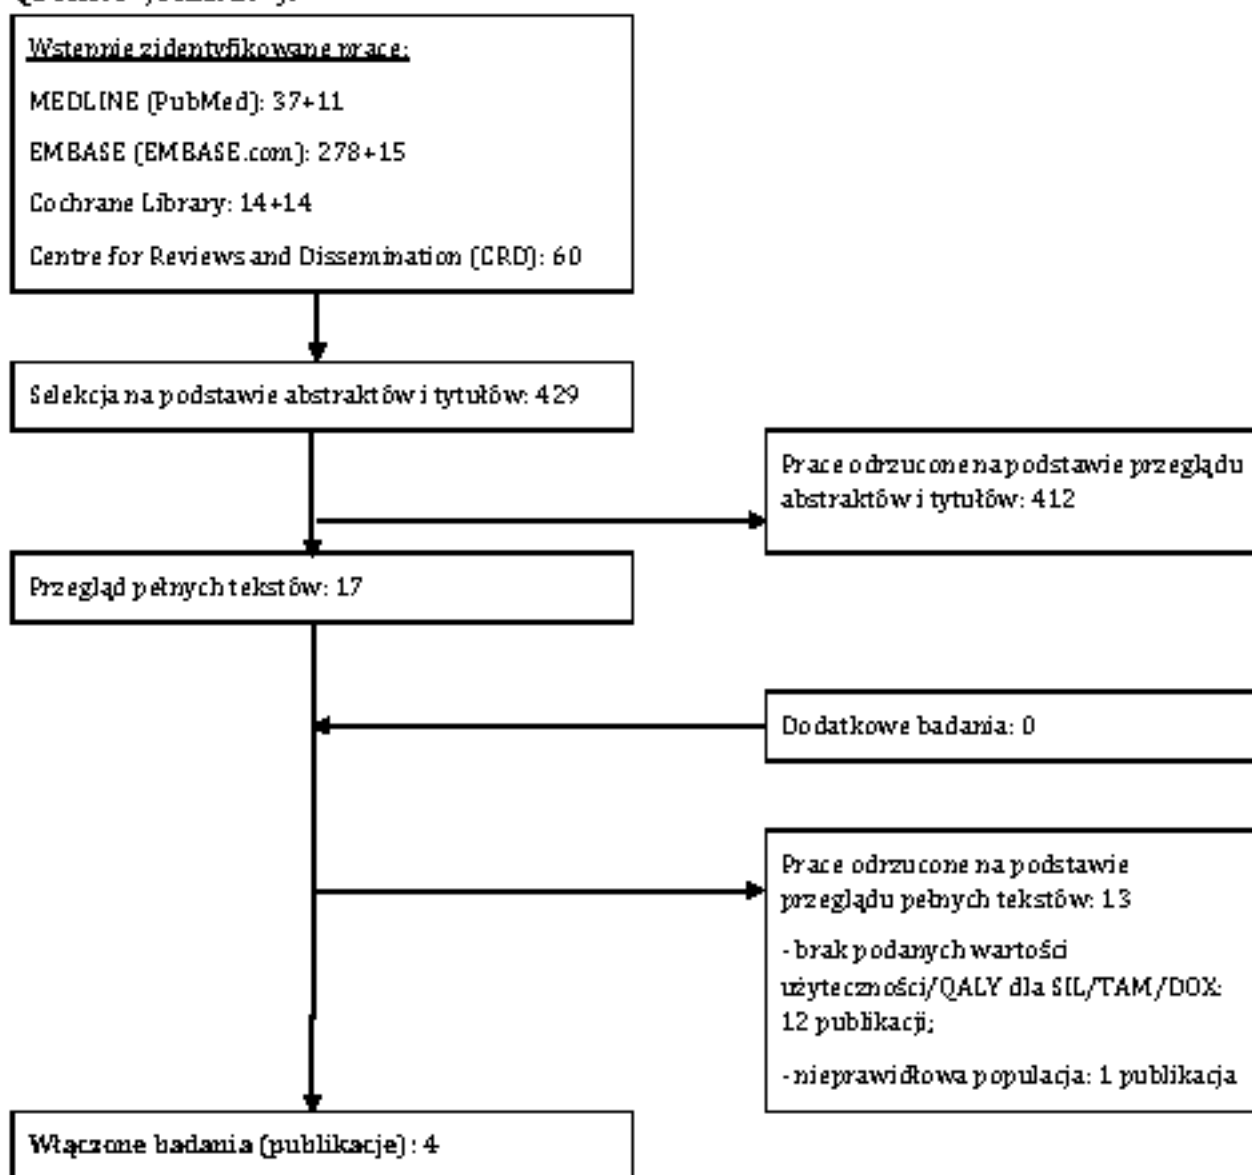 Wstępnie zidentyfikowane prace:
MEDLINE (PubMed): 37+11
EMBASE (EMBASE.com): 278+15
Cochrane Library: 14+14
Centre for Reviews and Dissemination (CRD): 60
Selekcja na podstawie abstraktów i tytułów: 429
Prace odrzucone na podstawie przeglądu
abstraktów i tytułów: 412
Przegląd pełnych tekstów: 17
Dodatkowe badania: 0
Prace odrzucone na podstawie
przeglądu pełnych tekstów: 13
- brak podanych wartości
użyteczności/QALY dla SIL/TAM/DOX:
12 publikacji;
- nieprawidłowa populacja: 1 publikacja
Włączone badania (publikacje): 4